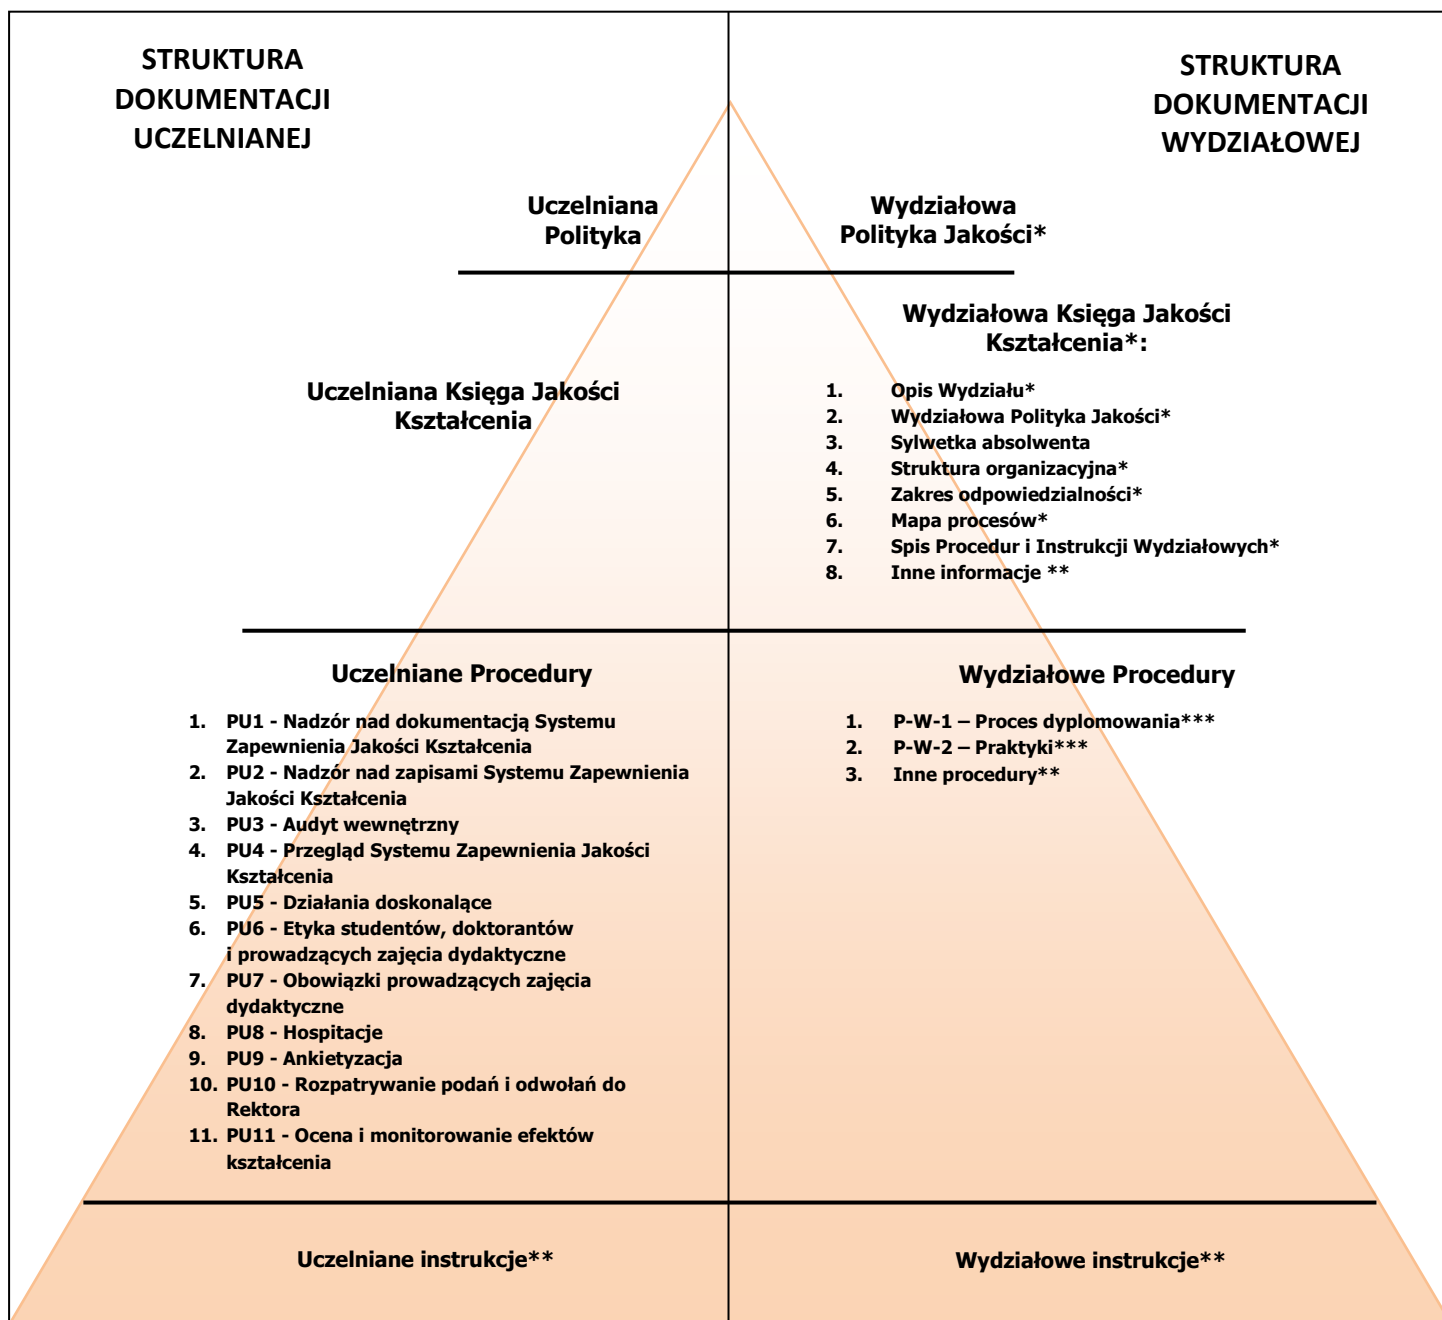 STRUKTURA
DOKUMENTACJI
UCZELNIANEJ
STRUKTURA
DOKUMENTACJI
WYDZIAŁOWEJ
Uczelniana
Polityka
Wydziałowa
Polityka Jakości*
Uczelniana Księga Jakości
Kształcenia
Wydziałowa Księga Jakości
Kształcenia*:
1. Opis Wydziału*
2. Wydziałowa Polityka Jakości*
3. Sylwetka absolwenta
4. Struktura organizacyjna*
5. Zakres odpowiedzialności*
6. Mapa procesów*
7. Spis Procedur i Instrukcji Wydziałowych*
8. Inne informacje **
Uczelniane Procedury
1. PU1 - Nadzór nad dokumentacją Systemu
Zapewnienia Jakości Kształcenia
2. PU2 - Nadzór nad zapisami Systemu Zapewnienia
Jakości Kształcenia
3. PU3 - Audyt wewnętrzny
4. PU4 - Przegląd Systemu Zapewnienia Jakości
Kształcenia
5. PU5 - Działania doskonalące
6. PU6 - Etyka studentów, doktorantów
i prowadzących zajęcia dydaktyczne
7. PU7 - Obowiązki prowadzących zajęcia
dydaktyczne
8. PU8 - Hospitacje
9. PU9 - Ankietyzacja
10. PU10 - Rozpatrywanie podań i odwołań do
Rektora
11. PU11 - Ocena i monitorowanie efektów
kształcenia
Wydziałowe Procedury
1. P-W-1 – Proces dyplomowania***
2. P-W-2 – Praktyki***
3. Inne procedury**
Uczelniane instrukcje**
Wydziałowe instrukcje**